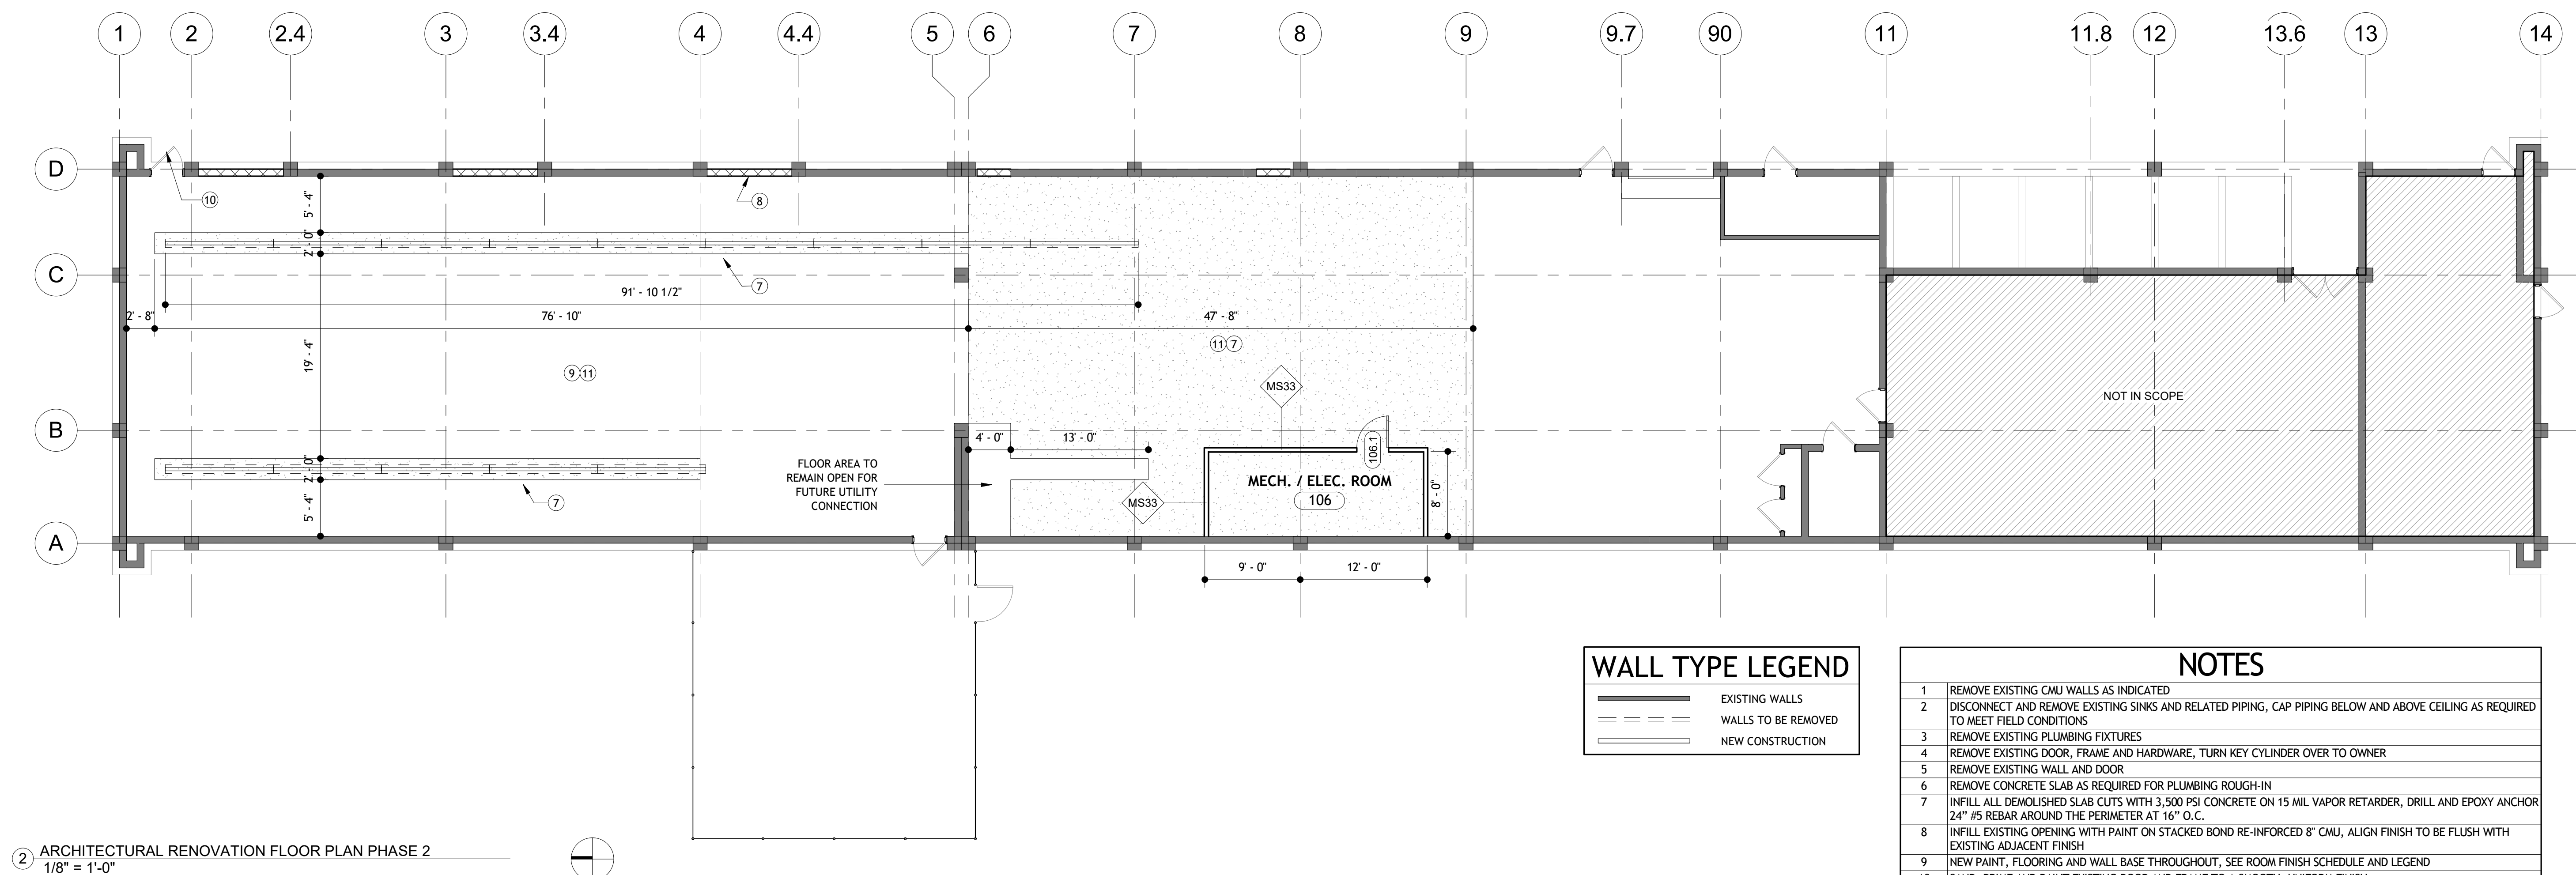 1 2 2.4 3 3.4 4 4.4 5 6 7 8 9 9.7 90 11 11.8 12 13.6 13 14
D
10
5' - 4"
8
2' - 0"
C
7
91' - 10 1/2"
2' - 8"
76' - 10"
47' - 8"
11 7
19' - 4"
9 11
MS33
NOT IN SCOPE
B
4' - 0"
13' - 0"
106.1
FLOOR AREA TO
REMAIN OPEN FOR
FUTURE UTILITY
CONNECTION
2' - 0"
MECH. / ELEC. ROOM
106
MS33
8' - 0"
7
5' - 4"
A
9' - 0"
12' - 0"
WALL TYPE LEGEND
EXISTING WALLS
WALLS TO BE REMOVED
NEW CONSTRUCTION
NOTES
1 REMOVE EXISTING CMU WALLS AS INDICATED
2 DISCONNECT AND REMOVE EXISTING SINKS AND RELATED PIPING, CAP PIPING BELOW AND ABOVE CEILING AS REQUIRED
TO MEET FIELD CONDITIONS
3 REMOVE EXISTING PLUMBING FIXTURES
4 REMOVE EXISTING DOOR, FRAME AND HARDWARE, TURN KEY CYLINDER OVER TO OWNER
5 REMOVE EXISTING WALL AND DOOR
6 REMOVE CONCRETE SLAB AS REQUIRED FOR PLUMBING ROUGH-IN
7 INFILL ALL DEMOLISHED SLAB CUTS WITH 3,500 PSI CONCRETE ON 15 MIL VAPOR RETARDER, DRILL AND EPOXY ANCHOR
24” #5 REBAR AROUND THE PERIMETER AT 16” O.C.
8 INFILL EXISTING OPENING WITH PAINT ON STACKED BOND RE-INFORCED 8" CMU, ALIGN FINISH TO BE FLUSH WITH
EXISTING ADJACENT FINISH
9 NEW PAINT, FLOORING AND WALL BASE THROUGHOUT, SEE ROOM FINISH SCHEDULE AND LEGEND
2 ARCHITECTURAL RENOVATION FLOOR PLAN PHASE 2
1/8" = 1'-0"